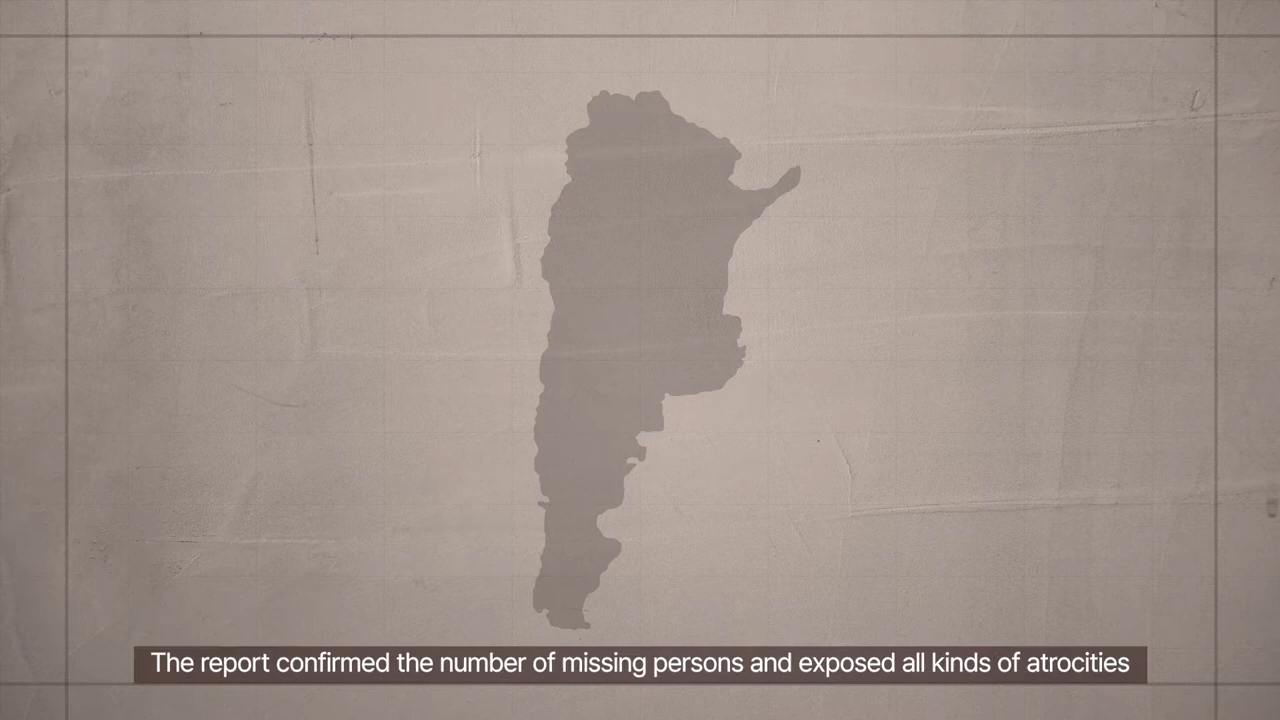 The report confirmed the number of missing persons and exposed all kinds of atrocities